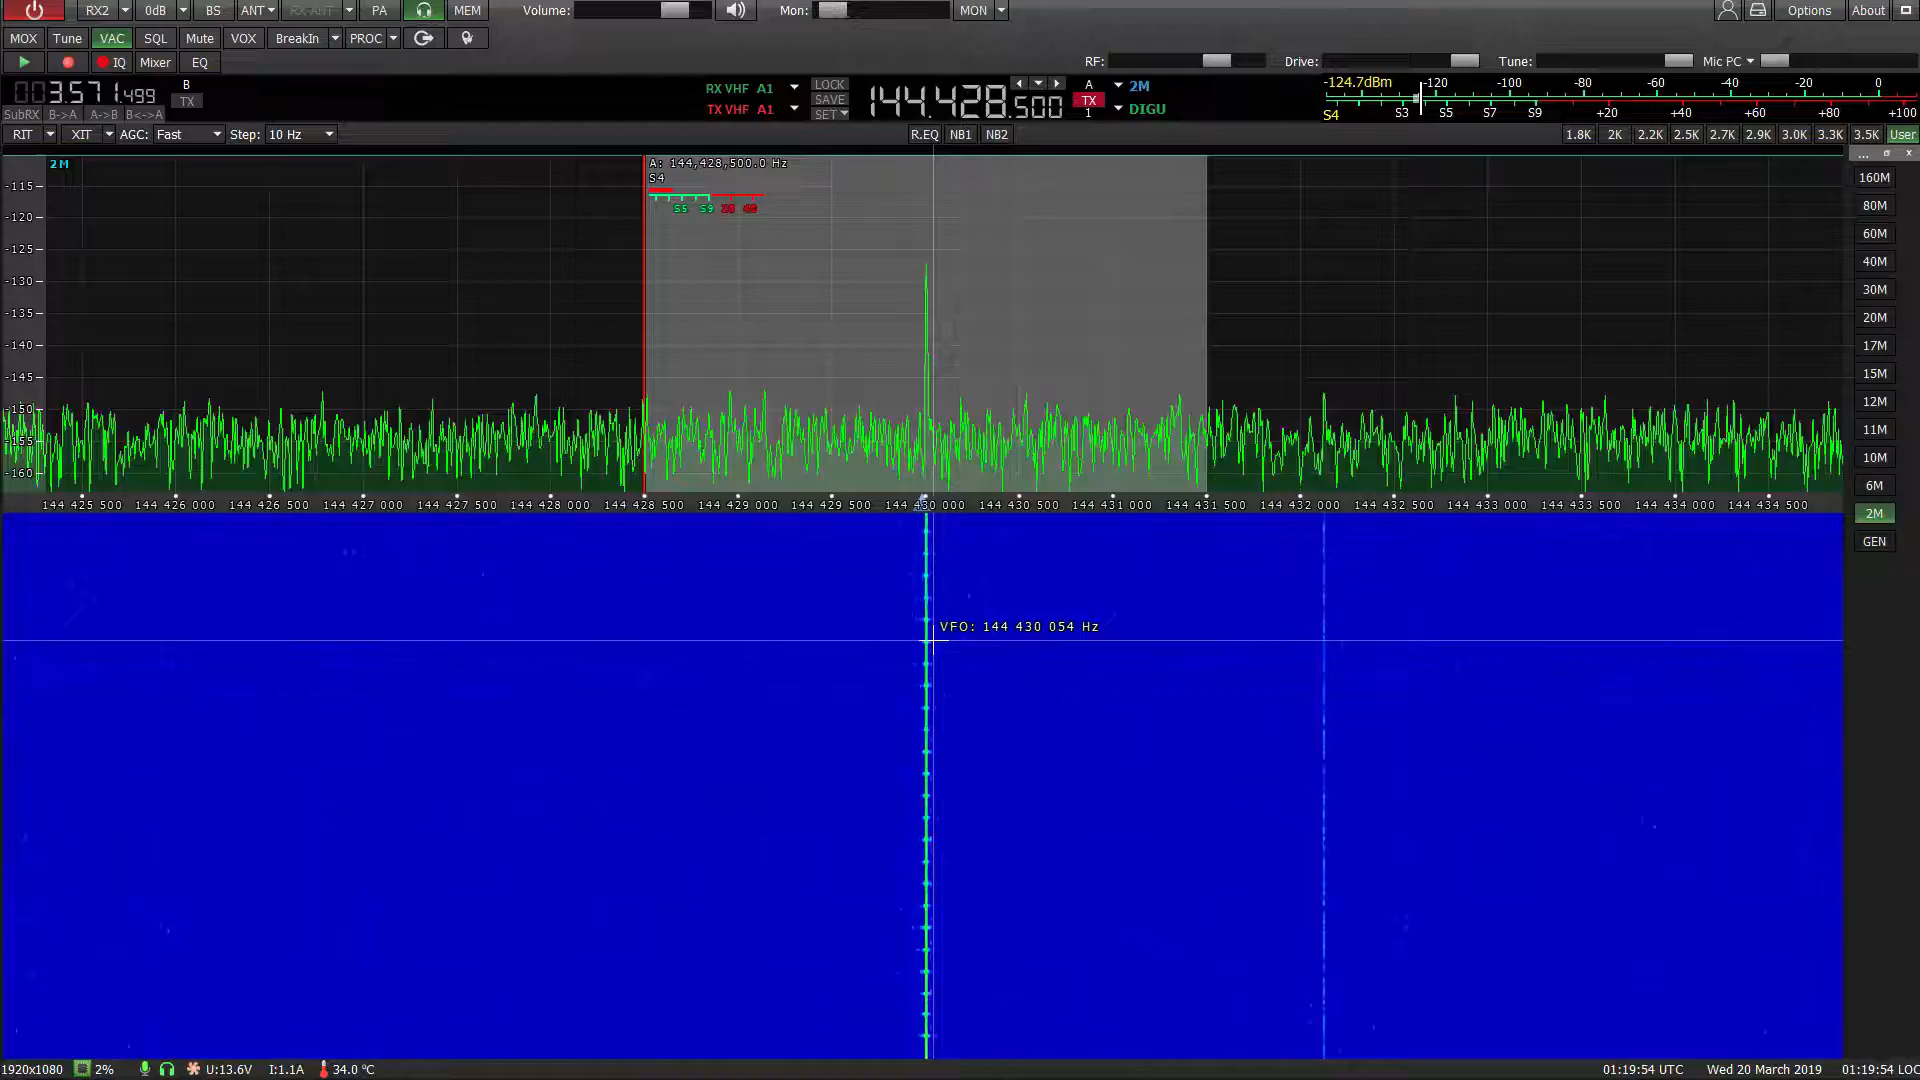 RX2 0dB BS ANT RX ANT PA MEM Volume: Mon: MON Options About
MOX Tune VAC SQL Mute VOX BreakIn PROC
IQ Mixer EQ RF: Drive: Tune: Mic PC
003.571.499 B TX
SubRX B->A A->B B<->A
RX VHF A1 LOCK
TX VHF A1 SAVE
SET
144.428.500 A 2M
TX
1 DIGU
-124.7dBm -120 -100 -80 -60 -40 -20 0
S4 S3 S5 S7 S9 +20 +40 +60 +80 +100
RIT XIT AGC: Fast Step: 10 Hz R.EQ NB1 NB2 1.8K 2K 2.2K 2.5K 2.7K 2.9K 3.0K 3.3K 3.5K User
2M A: 144,428,500.0 Hz
S4
S5 S9 20 40
-115
-120
-125
-130
-135
-140
-145
-150
-155
-160
144 425 500 144 426 000 144 426 500 144 427 000 144 427 500 144 428 000 144 428 500 144 429 000 144 429 500 144 430 000 144 430 500 144 431 000 144 431 500 144 432 000 144 432 500 144 433 000 144 433 500 144 434 000 144 434 500
VFO: 144 430 054 Hz
...
160M
80M
60M
40M
30M
20M
17M
15M
12M
11M
10M
6M
2M
GEN
1920x1080 2% U:13.6V I:1.1A 34.0 °C 01:19:54 UTC Wed 20 March 2019 01:19:54 LOC